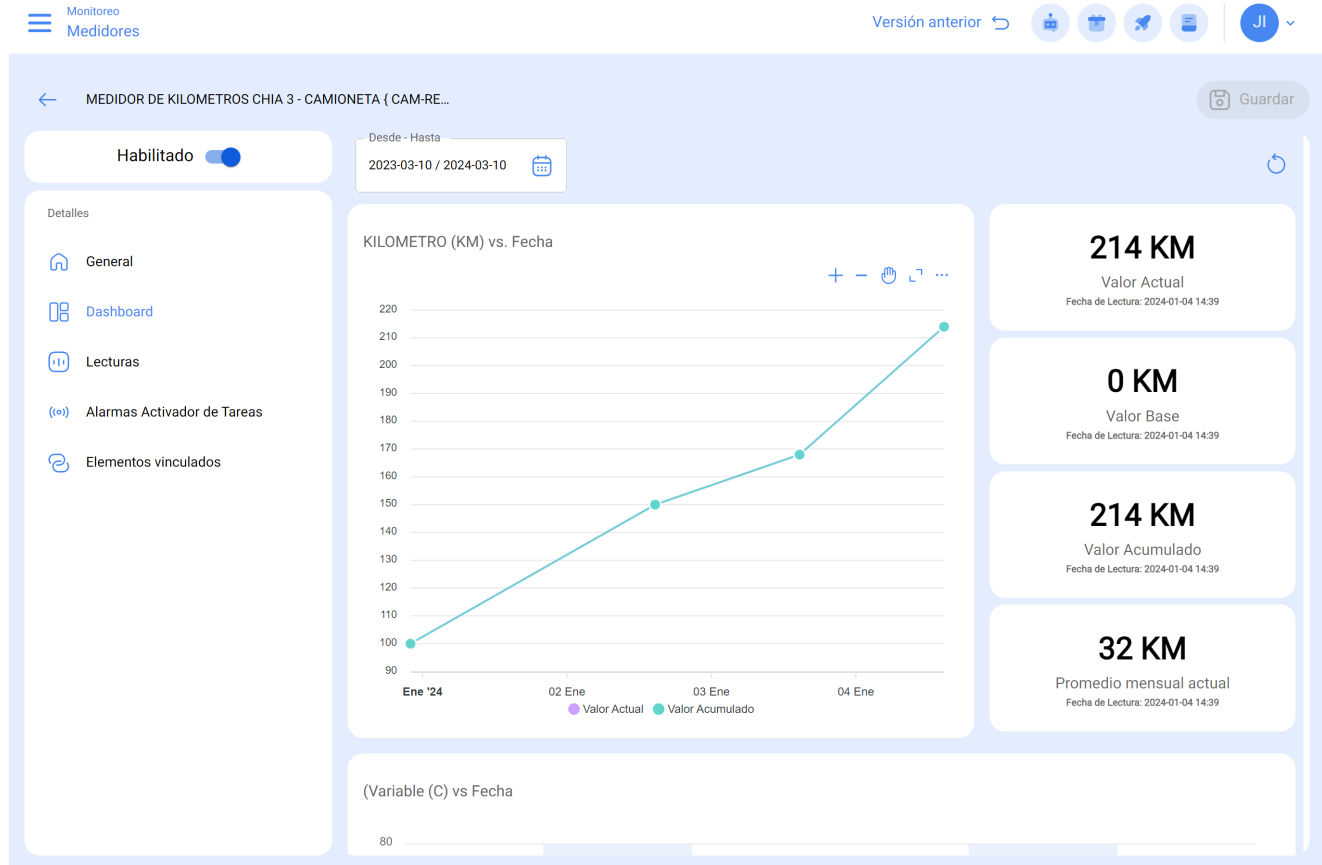 Monitoreo
Medidores
Versión anterior
JI
MEDIDOR DE KILOMETROS CHIA 3 - CAMIONETA { CAM-RE...
Guardar
Habilitado
Desde - Hasta
2023-03-10 / 2024-03-10
Detalles
General
Dashboard
Lecturas
Alarmas Activador de Tareas
Elementos vinculados
KILOMETRO (KM) vs. Fecha
220
210
200
190
180
170
160
150
140
130
120
110
100
90
Ene '24
02 Ene
03 Ene
04 Ene
Valor Actual
Valor Acumulado
214 KM
Valor Actual
Fecha de Lectura: 2024-01-04 14:39
0 KM
Valor Base
Fecha de Lectura: 2024-01-04 14:39
214 KM
Valor Acumulado
Fecha de Lectura: 2024-01-04 14:39
32 KM
Promedio mensual actual
Fecha de Lectura: 2024-01-04 14:39
(Variable (C) vs Fecha
80